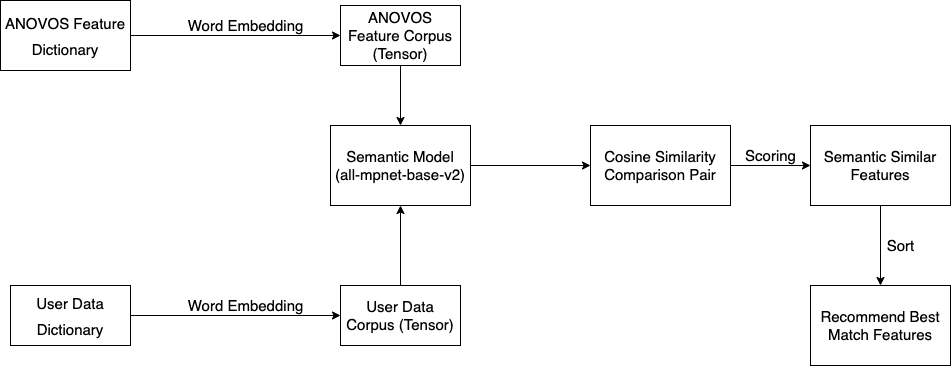 ANOVOS Feature
Dictionary
Word Embedding
ANOVOS
Feature Corpus
(Tensor)
Semantic Model
(all-mpnet-base-v2)
Cosine Similarity
Comparison Pair
Scoring
Semantic Similar
Features
Sort
User Data
Dictionary
Word Embedding
User Data
Corpus (Tensor)
Recommend Best
Match Features